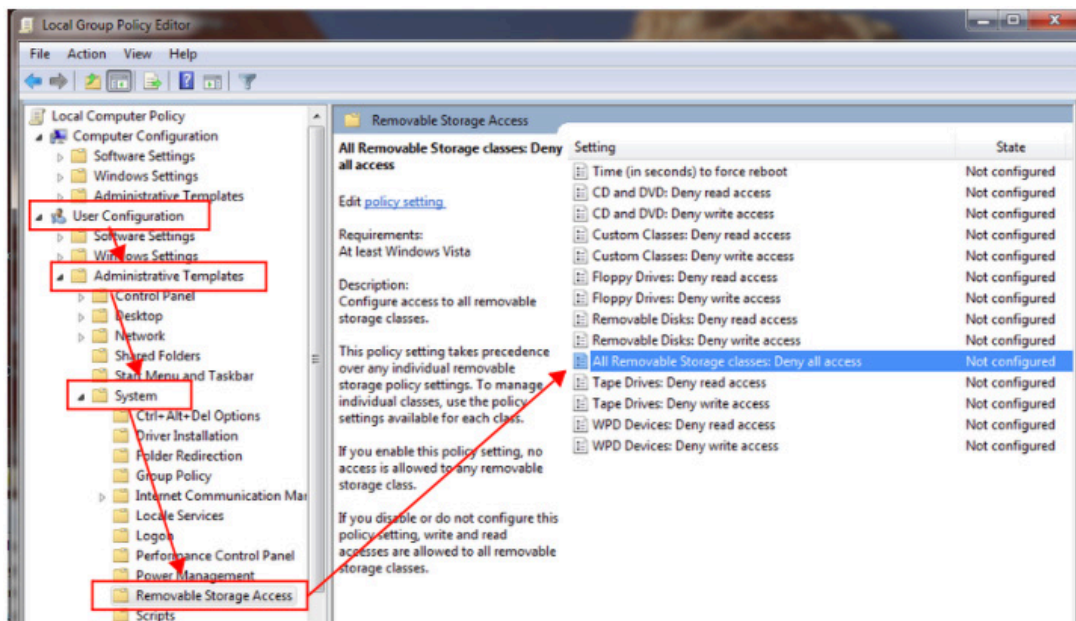 Local Group Policy Editor
File Action View Help
Local Computer Policy
Computer Configuration
Software Settings
Windows Settings
Administrative Templates
User Configuration
Software Settings
Windows Settings
Administrative Templates
Control Panel
Desktop
Network
Shared Folders
Start Menu and Taskbar
System
Ctrl+Alt+Del Options
Driver Installation
Folder Redirection
Group Policy
Internet Communication Mar
Locale Services
Logon
Performance Control Panel
Power Management
Removable Storage Access
Scripts
Removable Storage Access
All Removable Storage classes: Deny
all access
Edit policy setting
Requirements:
At least Windows Vista
Description:
Configure access to all removable
storage classes.
This policy setting takes precedence
over any individual removable
storage policy settings. To manage
individual classes, use the policy
settings available for each class.
If you enable this policy setting, no
access is allowed to any removable
storage class.
If you disable or do not configure this
policy setting, write and read
accesses are allowed to all removable
storage classes.
Setting State
Time (in seconds) to force reboot Not configured
CD and DVD: Deny read access Not configured
CD and DVD: Deny write access Not configured
Custom Classes: Deny read access Not configured
Custom Classes: Deny write access Not configured
Floppy Drives: Deny read access Not configured
Floppy Drives: Deny write access Not configured
Removable Disks: Deny read access Not configured
Removable Disks: Deny write access Not configured
All Removable Storage classes: Deny all access Not configured
Tape Drives: Deny read access Not configured
Tape Drives: Deny write access Not configured
WPD Devices: Deny read access Not configured
WPD Devices: Deny write access Not configured